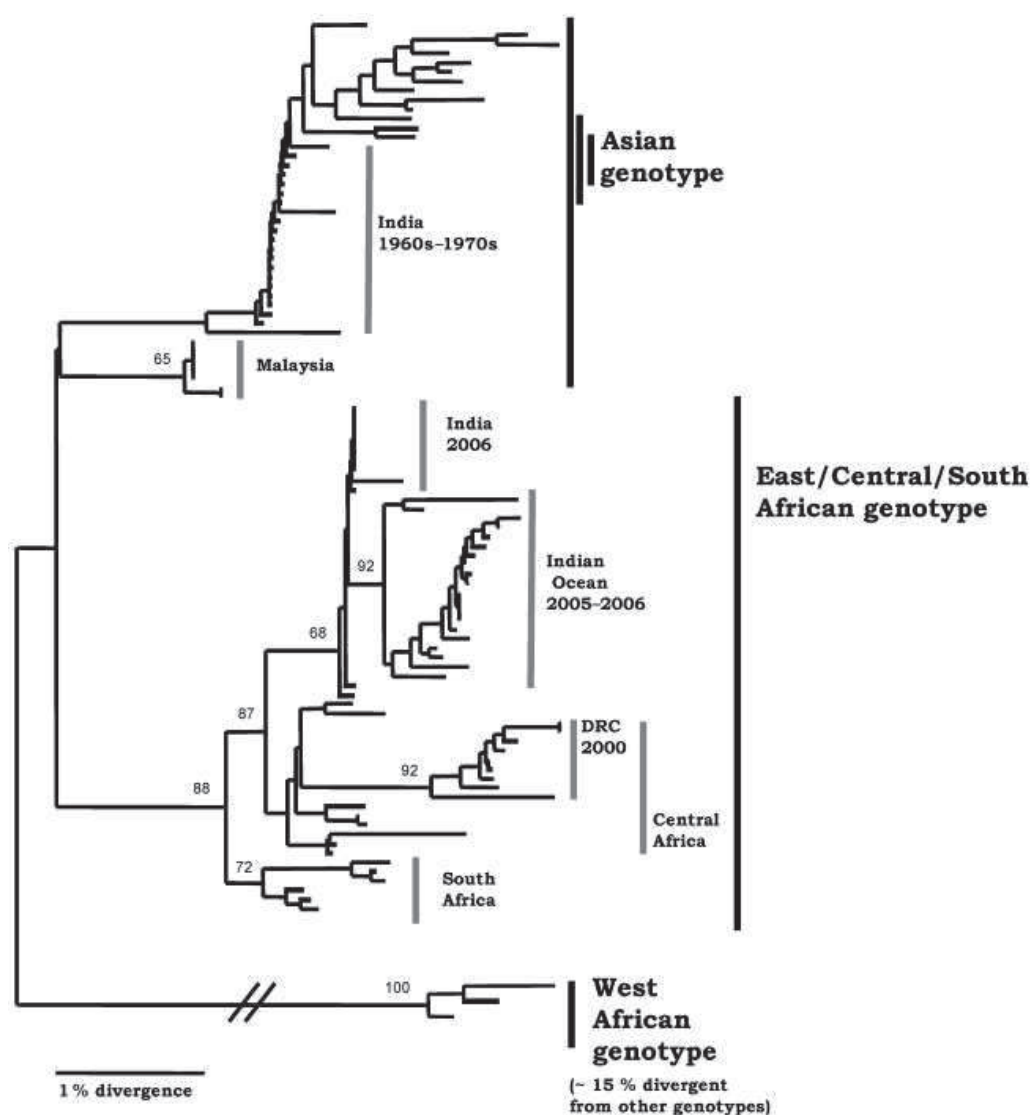 Asian
genotype
India
1960s–1970s
65
Malaysia
India
2006
East/Central/South
African genotype
92
Indian
Ocean
2005–2006
68
87
DRC
2000
92
88
Central
Africa
72
South
Africa
100
West
African
genotype
1 % divergence
(~ 15 % divergent
from other genotypes)